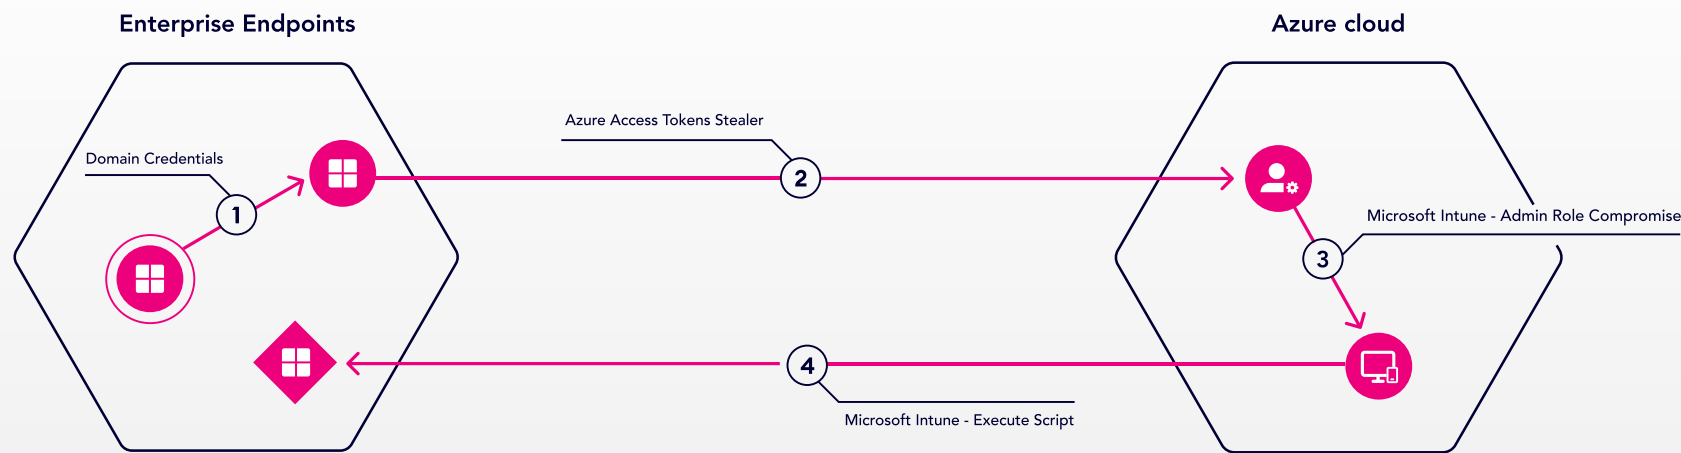 Enterprise Endpoints
Azure cloud
Azure Access Tokens Stealer
Domain Credentials
2
1
Microsoft Intune - Admin Role Compromise
3
4
Microsoft Intune - Execute Script